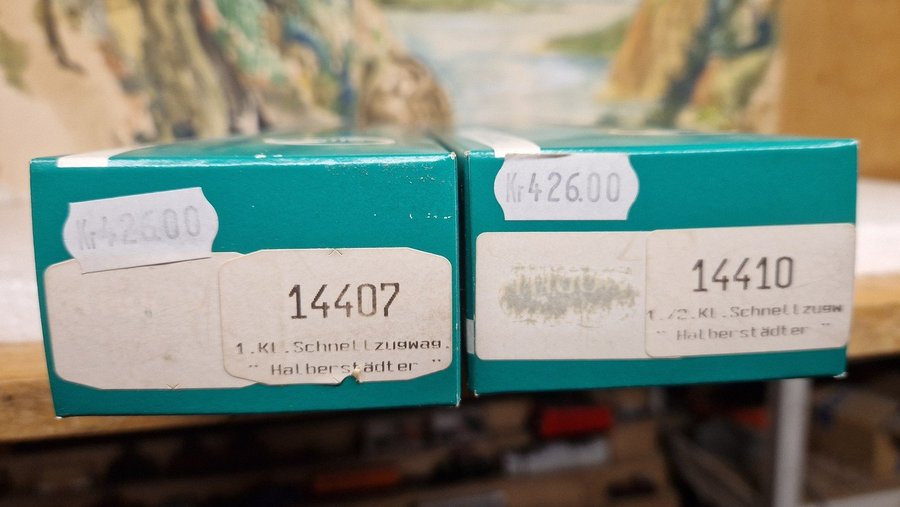 Kr426.00
14407
1.Kl.Schnellzugwag.
" Halberstädter "
Kr426.00
14410
1./2.Kl.Schnellzugw
" Halberstädter "